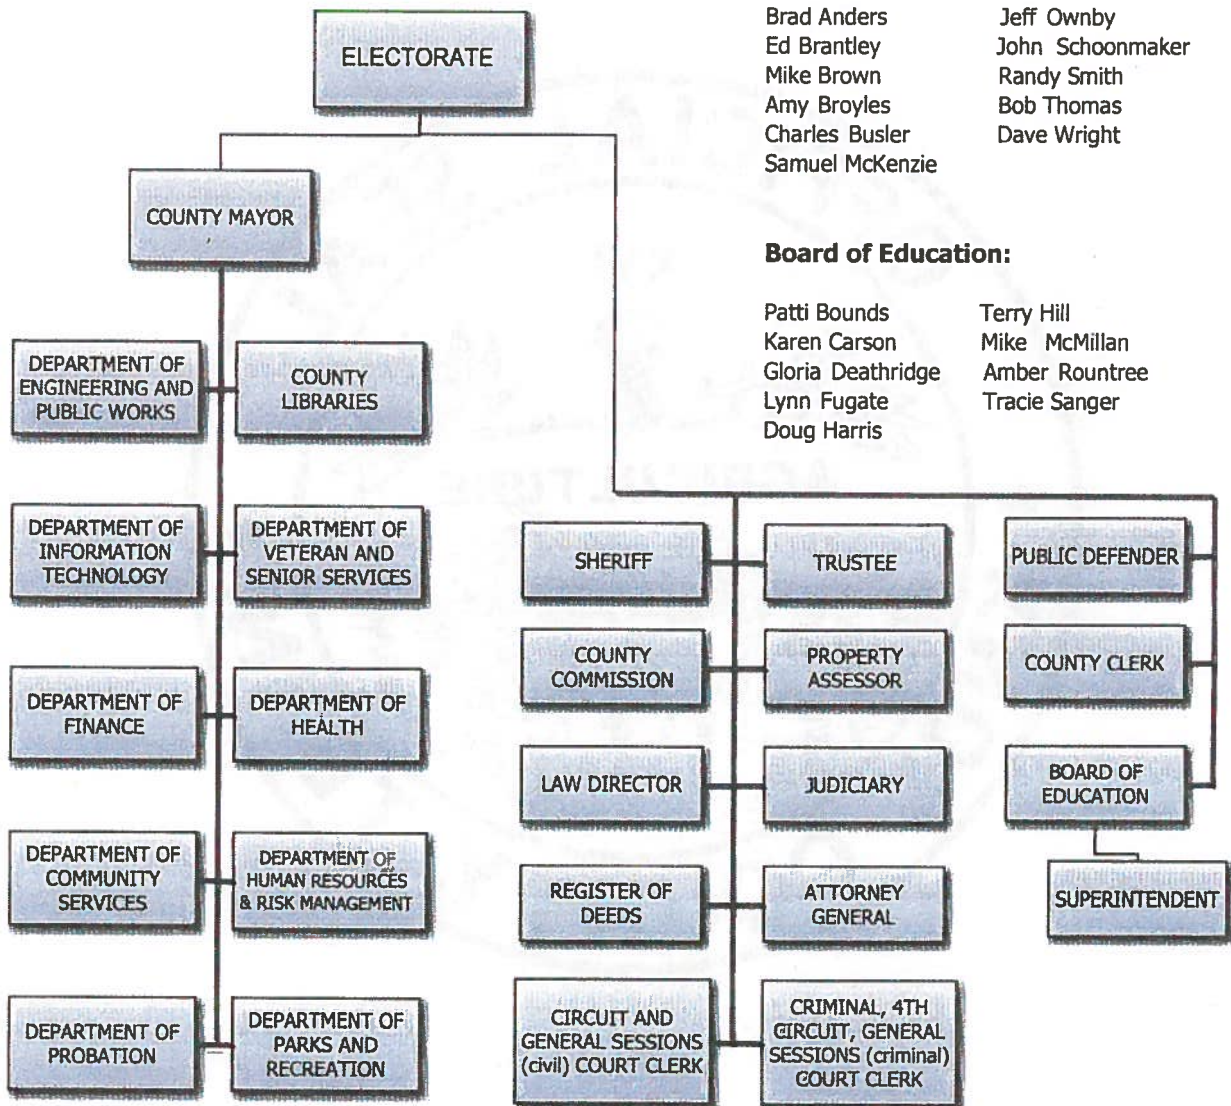 ELECTORATE
COUNTY MAYOR
DEPARTMENT OF
ENGINEERING AND
PUBLIC WORKS
COUNTY
LIBRARIES
DEPARTMENT OF
INFORMATION
TECHNOLOGY
DEPARTMENT OF
VETERAN AND
SENIOR SERVICES
DEPARTMENT OF
FINANCE
DEPARTMENT OF
HEALTH
DEPARTMENT OF
COMMUNITY
SERVICES
DEPARTMENT OF
HUMAN RESOURCES
& RISK MANAGEMENT
DEPARTMENT OF
PROBATION
DEPARTMENT OF
PARKS AND
RECREATION
Brad Anders Jeff Ownby
Ed Brantley John Schoonmaker
Mike Brown Randy Smith
Amy Broyles Bob Thomas
Charles Busler Dave Wright
Samuel McKenzie
Board of Education:
Patti Bounds Terry Hill
Karen Carson Mike McMillan
Gloria Deathridge Amber Rountree
Lynn Fugate Tracie Sanger
Doug Harris
SHERIFF
TRUSTEE
COUNTY
COMMISSION
PROPERTY
ASSESSOR
LAW DIRECTOR
JUDICIARY
REGISTER OF
DEEDS
ATTORNEY
GENERAL
CIRCUIT AND
GENERAL SESSIONS
(civil) COURT CLERK
CRIMINAL, 4TH
CIRCUIT, GENERAL
SESSIONS (criminal)
COURT CLERK
PUBLIC DEFENDER
COUNTY CLERK
BOARD OF
EDUCATION
SUPERINTENDENT